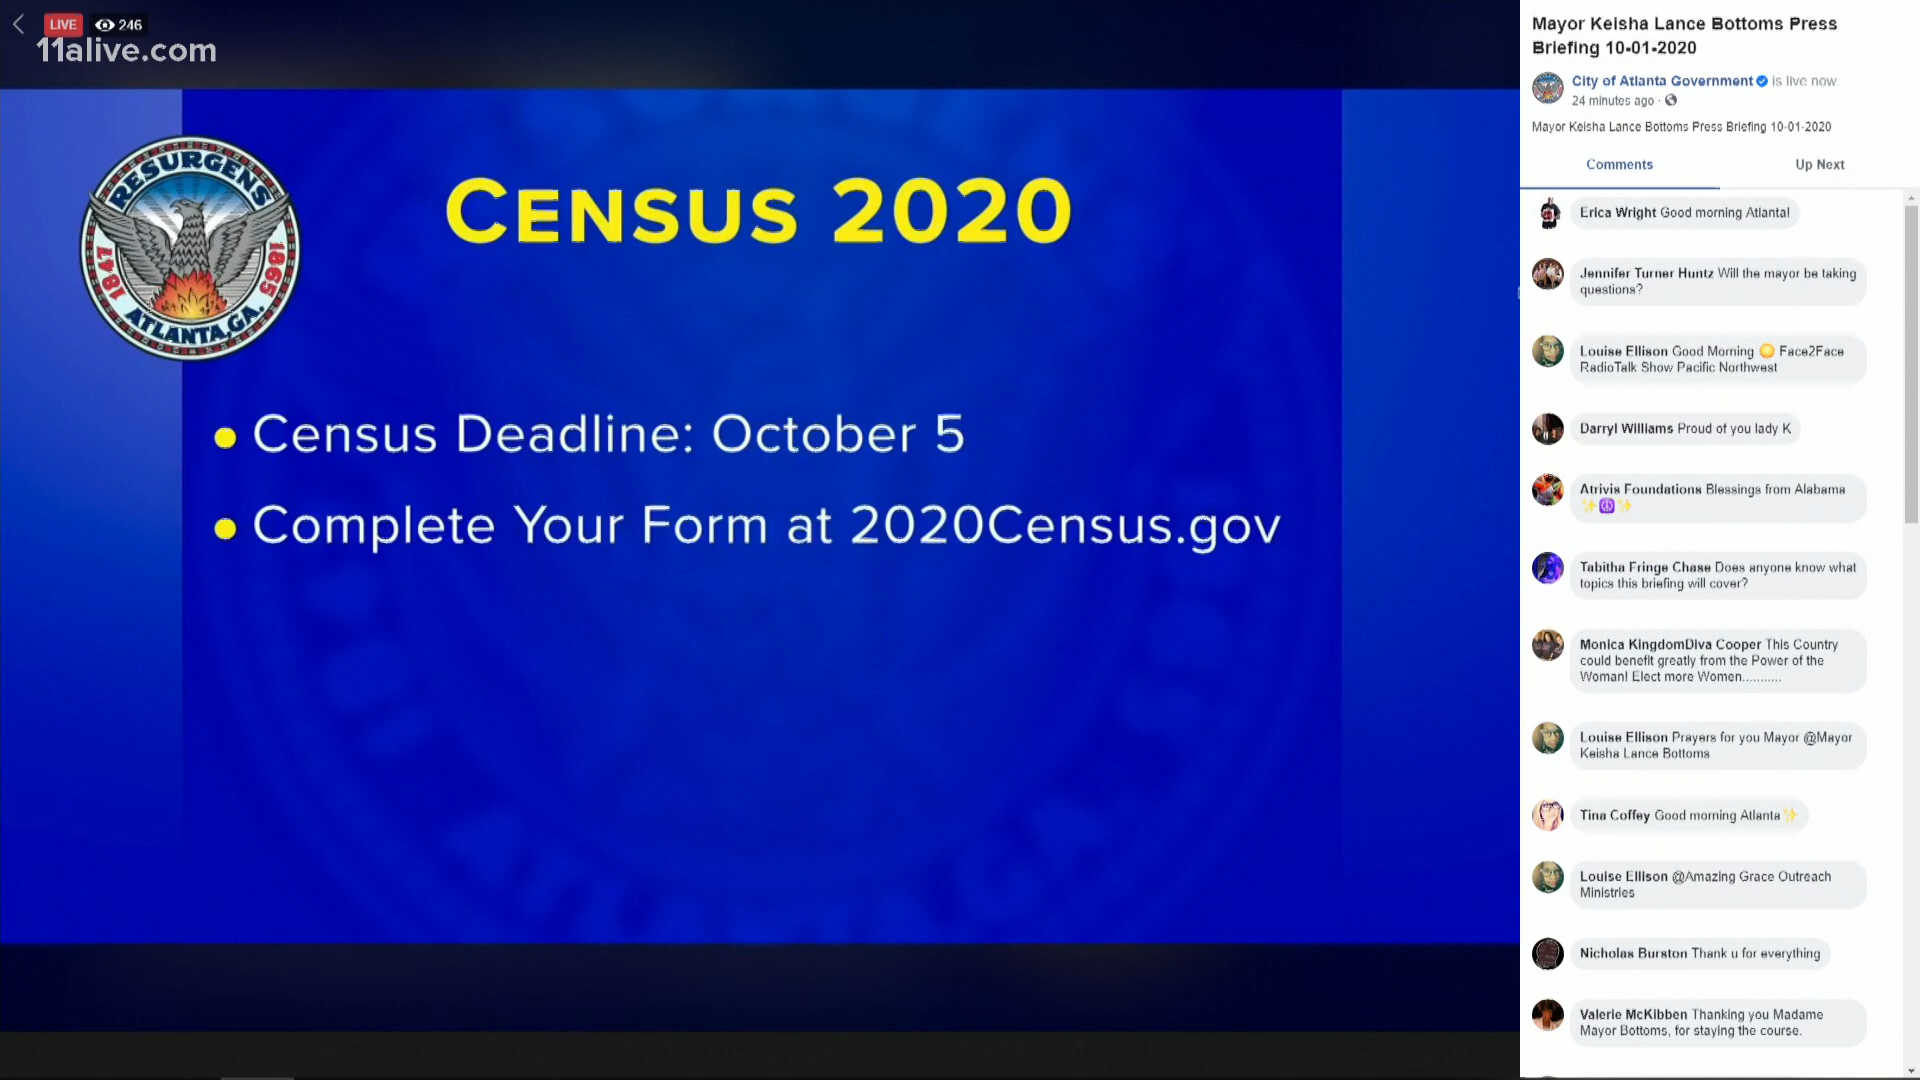 LIVE 246
11alive.com
RESURGENS
1847 1865
ATLANTA, GA.
CENSUS 2020
Census Deadline: October 5
Complete Your Form at 2020Census.gov
Mayor Keisha Lance Bottoms Press
Briefing 10-01-2020
City of Atlanta Government is live now.
24 minutes ago ·
Mayor Keisha Lance Bottoms Press Briefing 10-01-2020
Comments Up Next
Erica Wright Good morning Atlanta!
Jennifer Turner Huntz Will the mayor be taking
questions?
Louise Ellison Good Morning 🌞 Face2Face
RadioTalk Show Pacific Northwest
Darryl Williams Proud of you lady K
Atrivis Foundations Blessings from Alabama
✨☮️✨
Tabitha Fringe Chase Does anyone know what
topics this briefing will cover?
Monica KingdomDiva Cooper This Country
could benefit greatly from the Power of the
Woman! Elect more Women...........
Louise Ellison Prayers for you Mayor @Mayor
Keisha Lance Bottoms
Tina Coffey Good morning Atlanta✨
Louise Ellison @Amazing Grace Outreach
Ministries
Nicholas Burston Thank u for everything
Valerie McKibben Thanking you Madame
Mayor Bottoms, for staying the course.